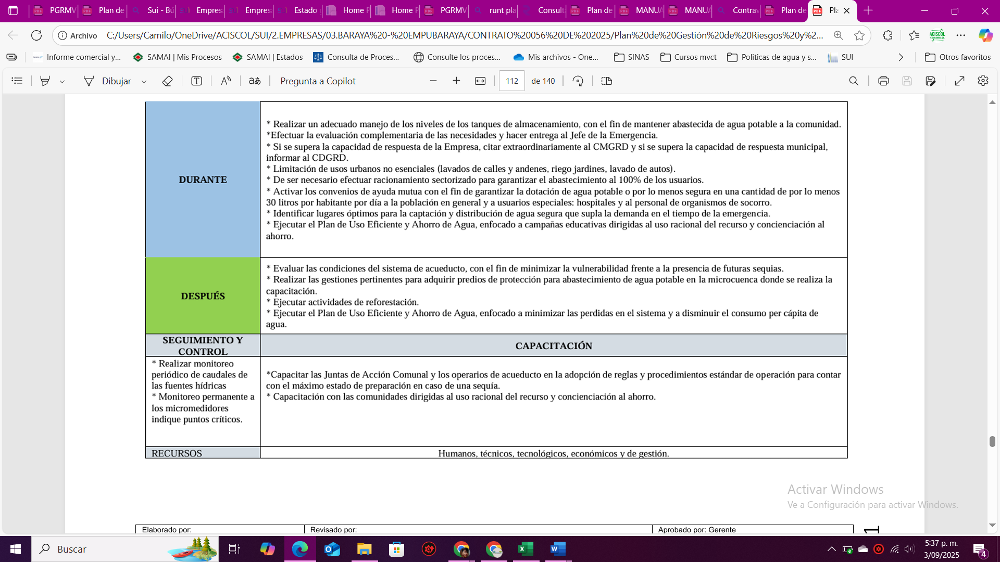 PGRMV
Plan de
Sui - Bú
Empres
Empres
Estado
Home P
Home P
PGRMV
runt pla
Consult
Plan de
MANUA
MANUA
Contrav
Plan de
Pla
Archivo C:/Users/Camilo/OneDrive/ACISCOL/SUI/2.EMPRESAS/03.BARAYA%20-%20EMPUBARAYA/CONTRATO%20056%20DE%202025/Plan%20de%20Gestión%20de%20Riesgos%20y%2...
Informe comercial y... SAMAI | Mis Procesos SAMAI | Estados Consulta de Proces... Consulte los proces... Mis archivos - One... SINAS Cursos mvct Politicas de agua y s... SUI Otros favoritos
Dibujar Pregunta a Copilot 112 de 140
DURANTE
* Realizar un adecuado manejo de los niveles de los tanques de almacenamiento, con el fin de mantener abastecida de agua potable a la comunidad.
*Efectuar la evaluación complementaria de las necesidades y hacer entrega al Jefe de la Emergencia.
* Si se supera la capacidad de respuesta de la Empresa, citar extraordinariamente al CMGRD y si se supera la capacidad de respuesta municipal,
informar al CDGRD.
* Limitación de usos urbanos no esenciales (lavados de calles y andenes, riego jardines, lavado de autos).
* De ser necesario efectuar racionamiento sectorizado para garantizar el abastecimiento al 100% de los usuarios.
* Activar los convenios de ayuda mutua con el fin de garantizar la dotación de agua potable o por lo menos segura en una cantidad de por lo menos
30 litros por habitante por día a la población en general y a usuarios especiales: hospitales y al personal de organismos de socorro.
* Identificar lugares óptimos para la captación y distribución de agua segura que supla la demanda en el tiempo de la emergencia.
* Ejecutar el Plan de Uso Eficiente y Ahorro de Agua, enfocado a campañas educativas dirigidas al uso racional del recurso y concienciación al
ahorro.
DESPUÉS
* Evaluar las condiciones del sistema de acueducto, con el fin de minimizar la vulnerabilidad frente a la presencia de futuras sequias.
* Realizar las gestiones pertinentes para adquirir predios de protección para abastecimiento de agua potable en la microcuenca donde se realiza la
capacitación.
* Ejecutar actividades de reforestación.
* Ejecutar el Plan de Uso Eficiente y Ahorro de Agua, enfocado a minimizar las perdidas en el sistema y a disminuir el consumo per cápita de
agua.
SEGUIMIENTO Y
CONTROL
CAPACITACIÓN
* Realizar monitoreo
periódico de caudales de
las fuentes hídricas
* Monitoreo permanente a
los micromedidores
indique puntos críticos.
*Capacitar las Juntas de Acción Comunal y los operarios de acueducto en la adopción de reglas y procedimientos estándar de operación para contar
con el máximo estado de preparación en caso de una sequía.
* Capacitación con las comunidades dirigidas al uso racional del recurso y concienciación al ahorro.
RECURSOS
Humanos, técnicos, tecnológicos, económicos y de gestión.
Activar Windows
Ve a Configuración para activar Windows.
Elaborado por: Revisado por: Aprobado por: Gerente
Buscar
5:37 p. m.
3/09/2025
4